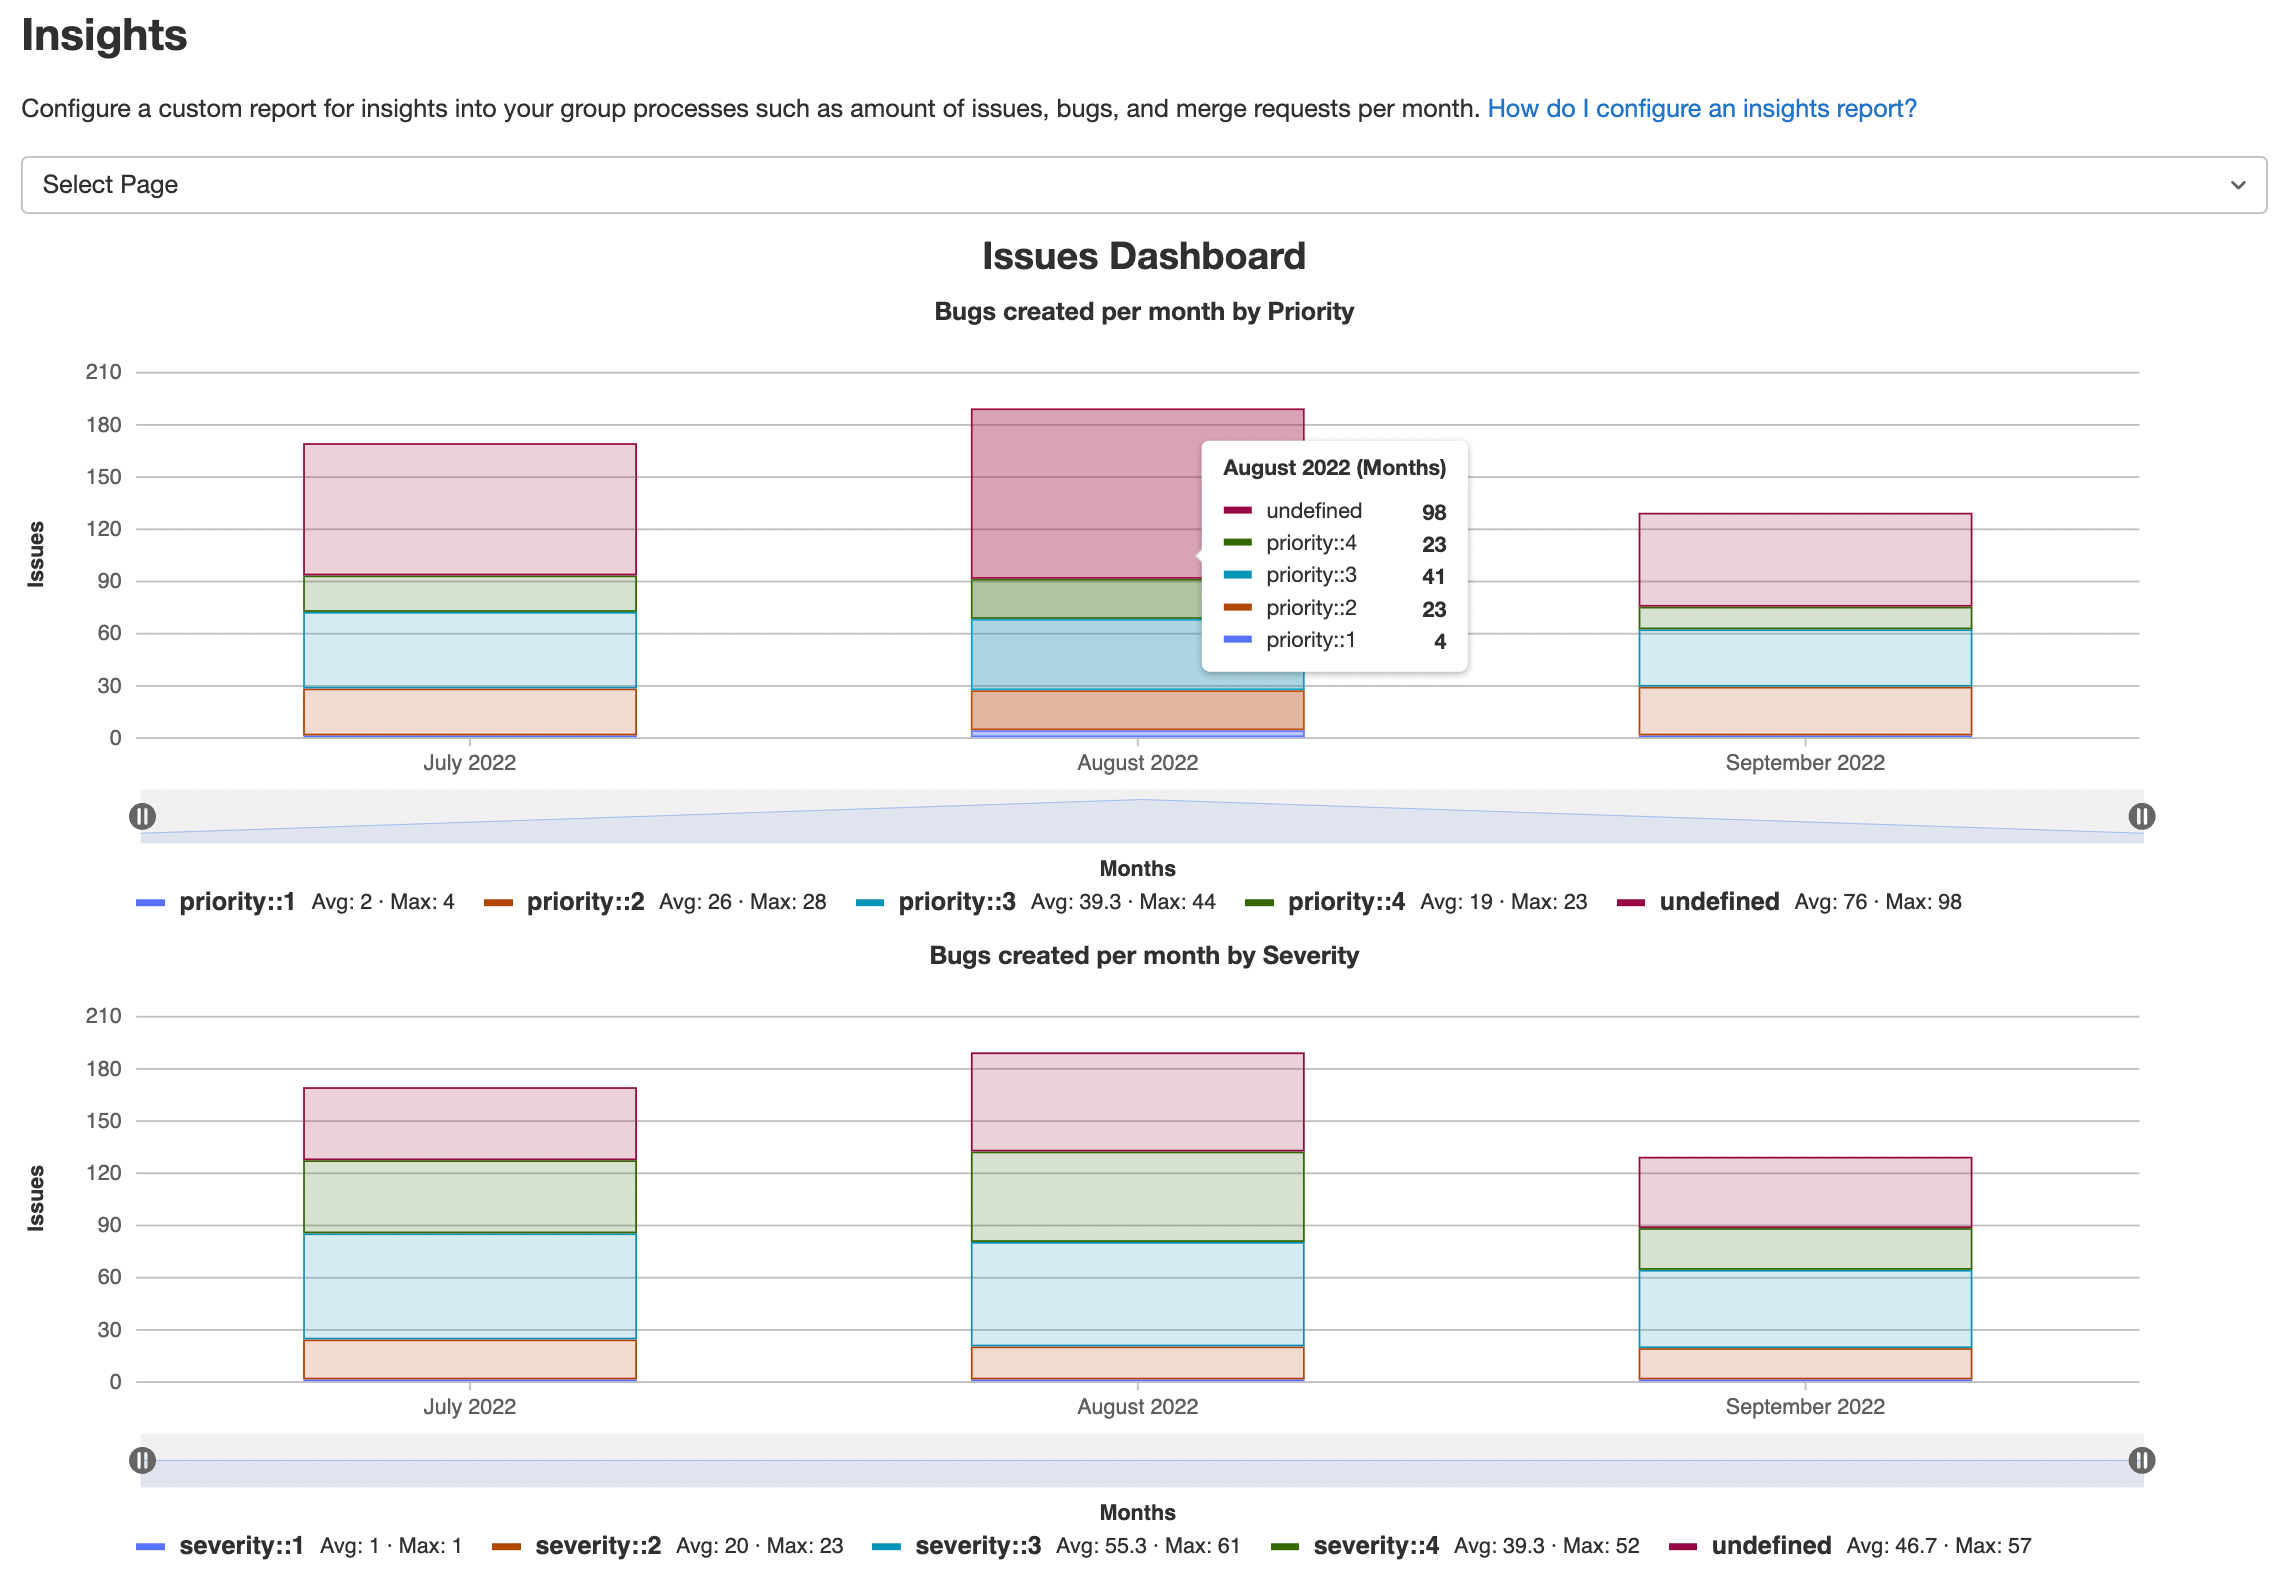 Insights
Configure a custom report for insights into your group processes such as amount of issues, bugs, and merge requests per month. How do I configure an insights report?
Select Page
Issues Dashboard
Bugs created per month by Priority
210
180
150
120
90
60
30
0
Issues
August 2022 (Months)
undefined 98
priority::4 23
priority::3 41
priority::2 23
priority::1 4
July 2022 August 2022 September 2022
Months
priority::1 Avg: 2 · Max: 4 priority::2 Avg: 26 · Max: 28 priority::3 Avg: 39.3 · Max: 44 priority::4 Avg: 19 · Max: 23 undefined Avg: 76 · Max: 98
Bugs created per month by Severity
210
180
150
120
90
60
30
0
Issues
July 2022 August 2022 September 2022
Months
severity::1 Avg: 1 · Max: 1 severity::2 Avg: 20 · Max: 23 severity::3 Avg: 55.3 · Max: 61 severity::4 Avg: 39.3 · Max: 52 undefined Avg: 46.7 · Max: 57